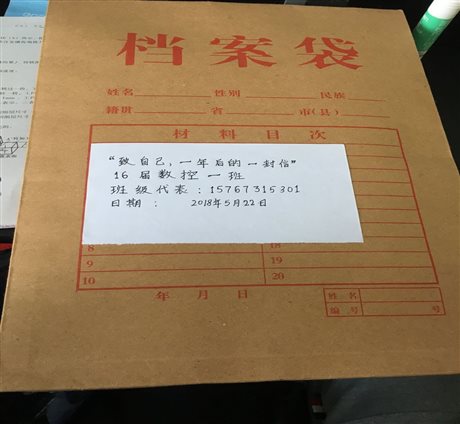 档案袋
姓名 性别 民族
籍贯 省 市(县)
材料目次
“致自己，一年后的一封信”
16届数控一班
班级代表：15767315301
日期： 2018年5月22日
8
9 19
10 20
年 月 日
姓名
编号 号